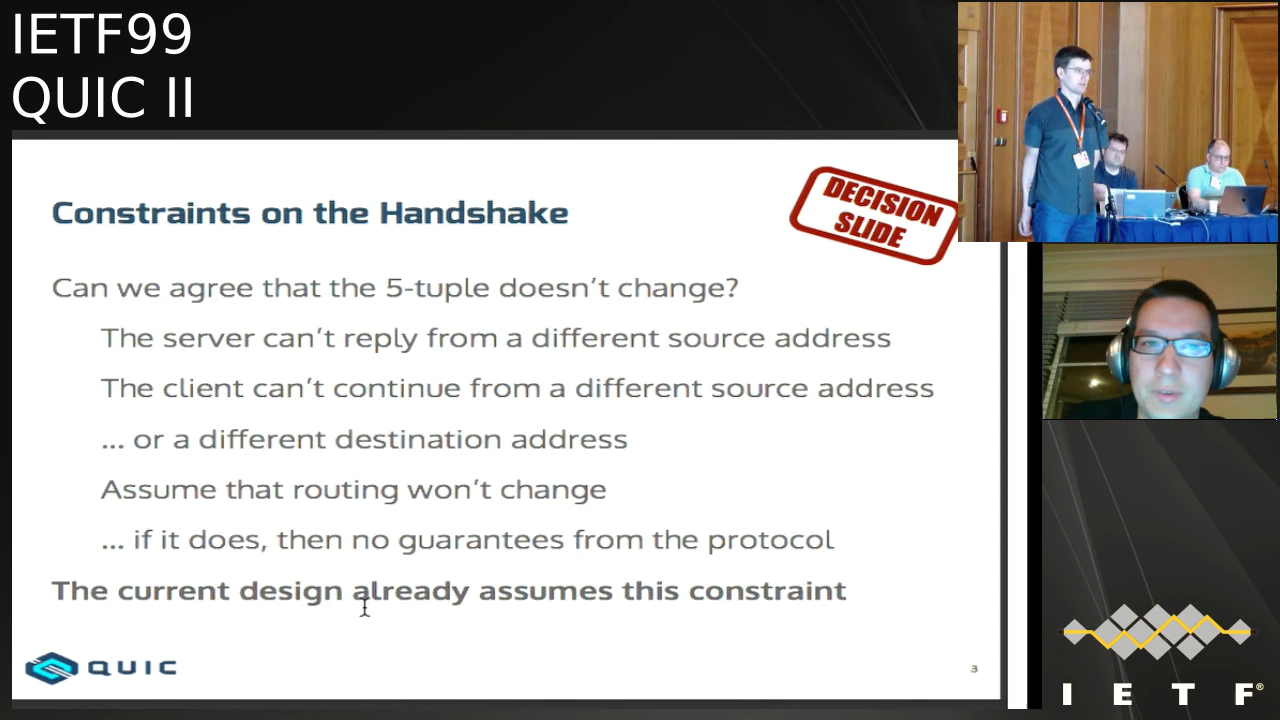 IETF99
QUIC II
DECISION
SLIDE
Constraints on the Handshake
Can we agree that the 5-tuple doesn’t change?
The server can’t reply from a different source address
The client can’t continue from a different source address
... or a different destination address
Assume that routing won’t change
... if it does, then no guarantees from the protocol
The current design already assumes this constraint
QUIC
3
I E T F®